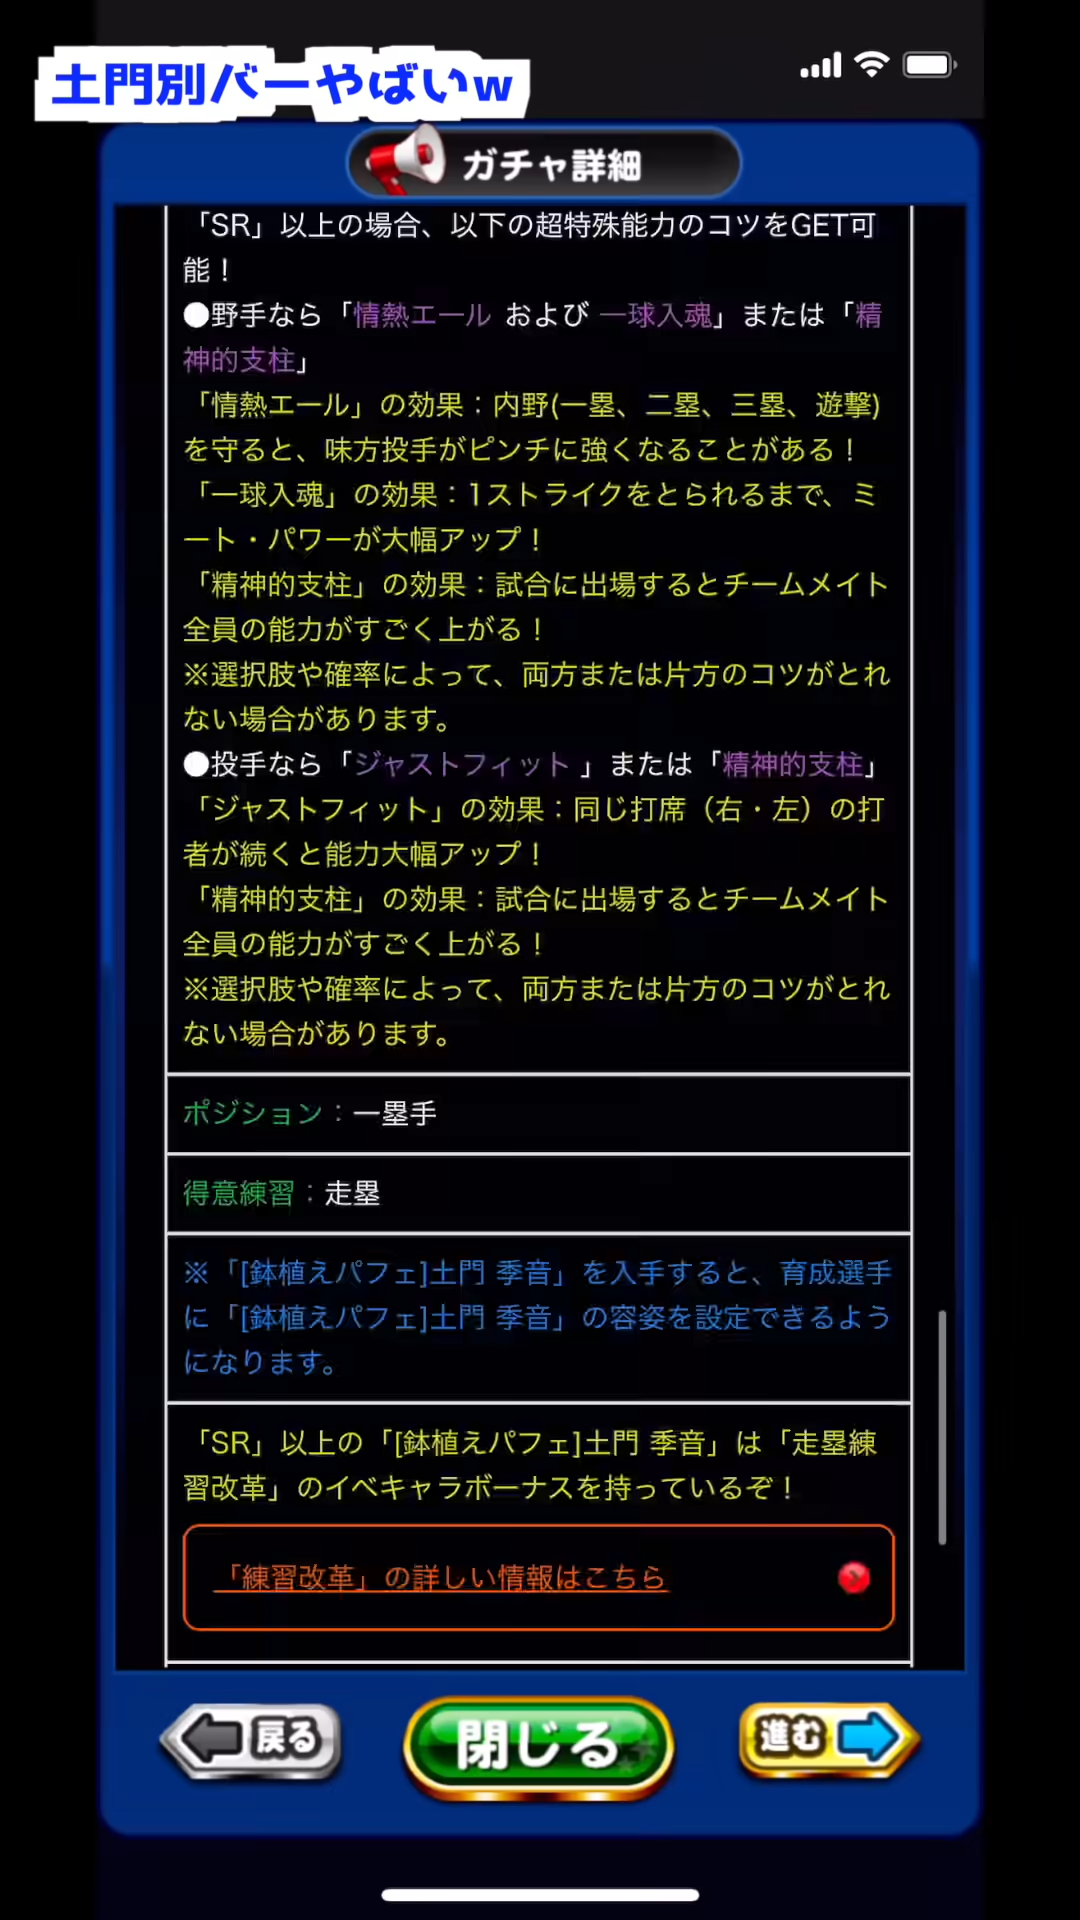 土門別バーやばいw
ガチャ詳細
「SR」以上の場合、以下の超特殊能力のコツをGET可
能！
●野手なら「情熱エール および 一球入魂」または「精
神的支柱」
「情熱エール」の効果：内野(一塁、二塁、三塁、遊撃)
を守ると、味方投手がピンチに強くなることがある！
「一球入魂」の効果：1ストライクをとられるまで、ミ
ート・パワーが大幅アップ！
「精神的支柱」の効果：試合に出場するとチームメイト
全員の能力がすごく上がる！
※選択肢や確率によって、両方または片方のコツがとれ
ない場合があります。
●投手なら「ジャストフィット 」または「精神的支柱」
「ジャストフィット」の効果：同じ打席（右・左）の打
者が続くと能力大幅アップ！
「精神的支柱」の効果：試合に出場するとチームメイト
全員の能力がすごく上がる！
※選択肢や確率によって、両方または片方のコツがとれ
ない場合があります。
ポジション：一塁手
得意練習：走塁
※「[鉢植えパフェ]土門 季音」を入手すると、育成選手
に「[鉢植えパフェ]土門 季音」の容姿を設定できるよう
になります。
「SR」以上の「[鉢植えパフェ]土門 季音」は「走塁練
習改革」のイベキャラボーナスを持っているぞ！
「練習改革」の詳しい情報はこちら
戻る
閉じる
進む